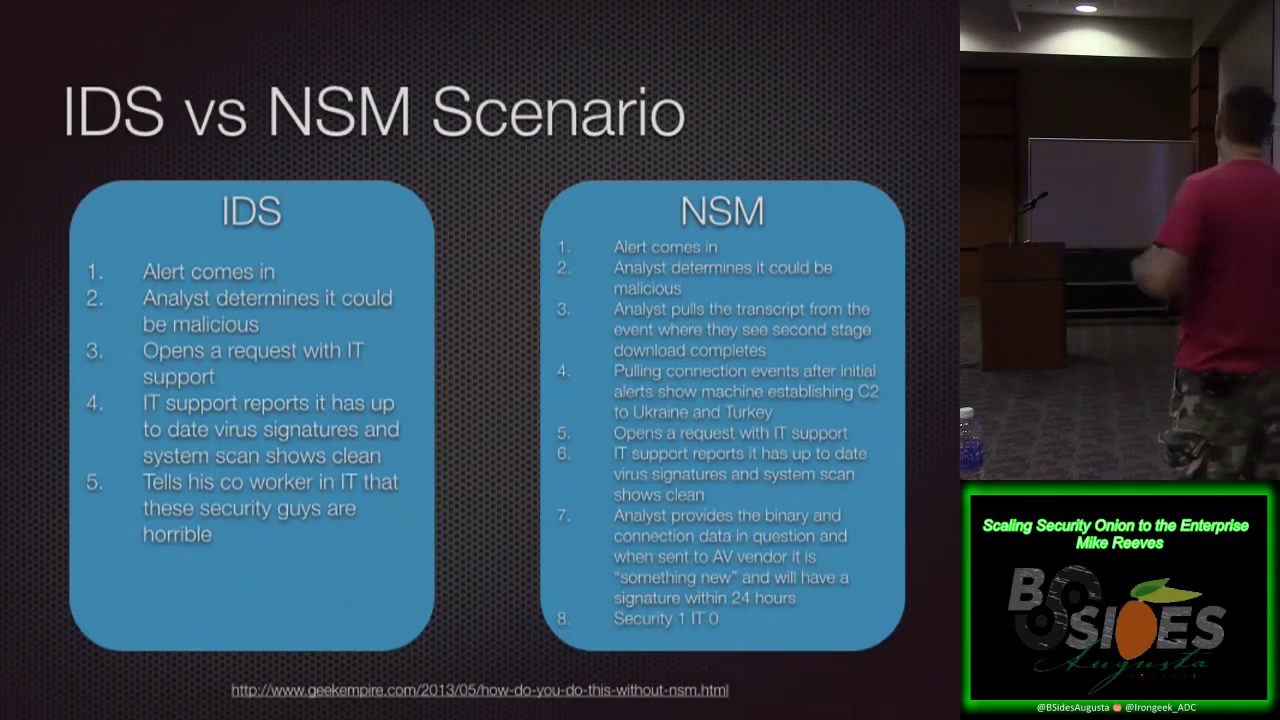 IDS vs NSM Scenario
IDS
1. Alert comes in
2. Analyst determines it could
be malicious
3. Opens a request with IT
support
4. IT support reports it has up
to date virus signatures and
system scan shows clean
5. Tells his co worker in IT that
these security guys are
horrible
NSM
1. Alert comes in
2. Analyst determines it could be
malicious
3. Analyst pulls the transcript from the
event where they see second stage
download completes
4. Pulling connection events after initial
alerts show machine establishing C2
to Ukraine and Turkey
5. Opens a request with IT support
6. IT support reports it has up to date
virus signatures and system scan
shows clean
7. Analyst provides the binary and
connection data in question and
when sent to AV vendor it is
"something new" and will have a
signature within 24 hours
8. Security 1 IT 0
http://www.geekempire.com/2013/05/how-do-you-do-this-without-nsm.html
Scaling Security Onion to the Enterprise
Mike Reeves
BSIDES
Augusta
@BSidesAugusta @Irongeek_ADC